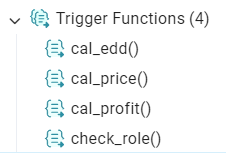 Trigger Functions (4)
cal_edd()
cal_price()
cal_profit()
check_role()